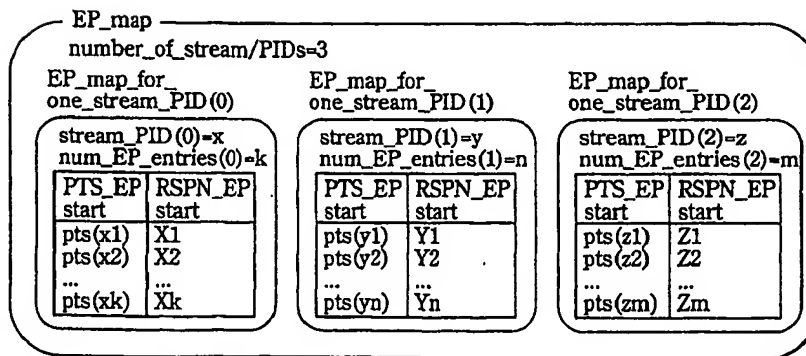 EP_map
number_of_stream/PIDs=3
EP_map_for_
one_stream_PID(0)
stream_PID(0)=x
num_EP_entries(0)=k
PTS_EP RSPN_EP
start start
pts(x1) X1
pts(x2) X2
... ...
pts(xk) Xk
EP_map_for_
one_stream_PID(1)
stream_PID(1)=y
num_EP_entries(1)=n
PTS_EP RSPN_EP
start start
pts(y1) Y1
pts(y2) Y2
... ...
pts(yn) Yn
EP_map_for_
one_stream_PID(2)
stream_PID(2)=z
num_EP_entries(2)=m
PTS_EP RSPN_EP
start start
pts(z1) Z1
pts(z2) Z2
... ...
pts(zm) Zm